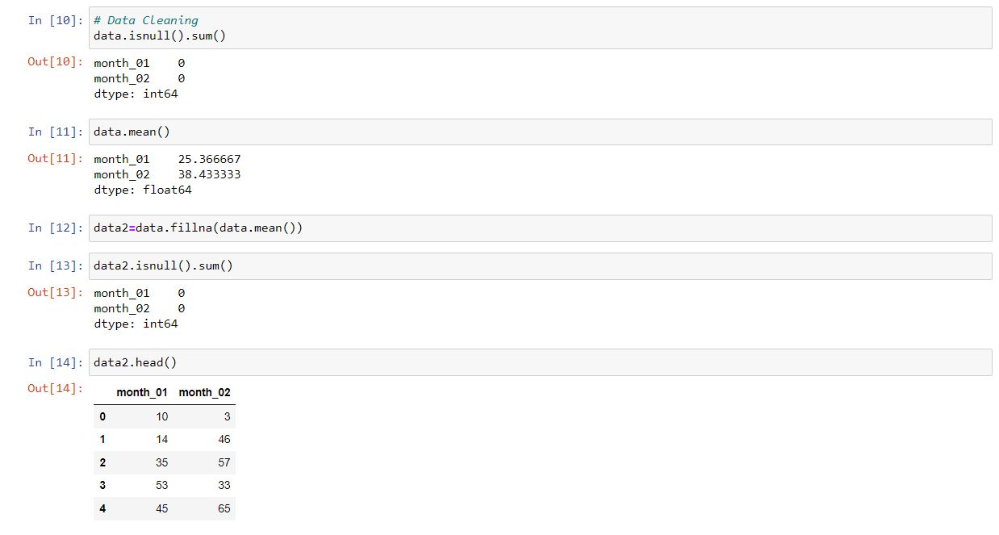 In [10]: # Data Cleaning
data.isnull().sum()
Out[10]: month_01 0
month_02 0
dtype: int64
In [11]: data.mean()
Out[11]: month_01 25.366667
month_02 38.433333
dtype: float64
In [12]: data2=data.fillna(data.mean())
In [13]: data2.isnull().sum()
Out[13]: month_01 0
month_02 0
dtype: int64
In [14]: data2.head()
Out[14]:
month_01 month_02
0 10 3
1 14 46
2 35 57
3 53 33
4 45 65